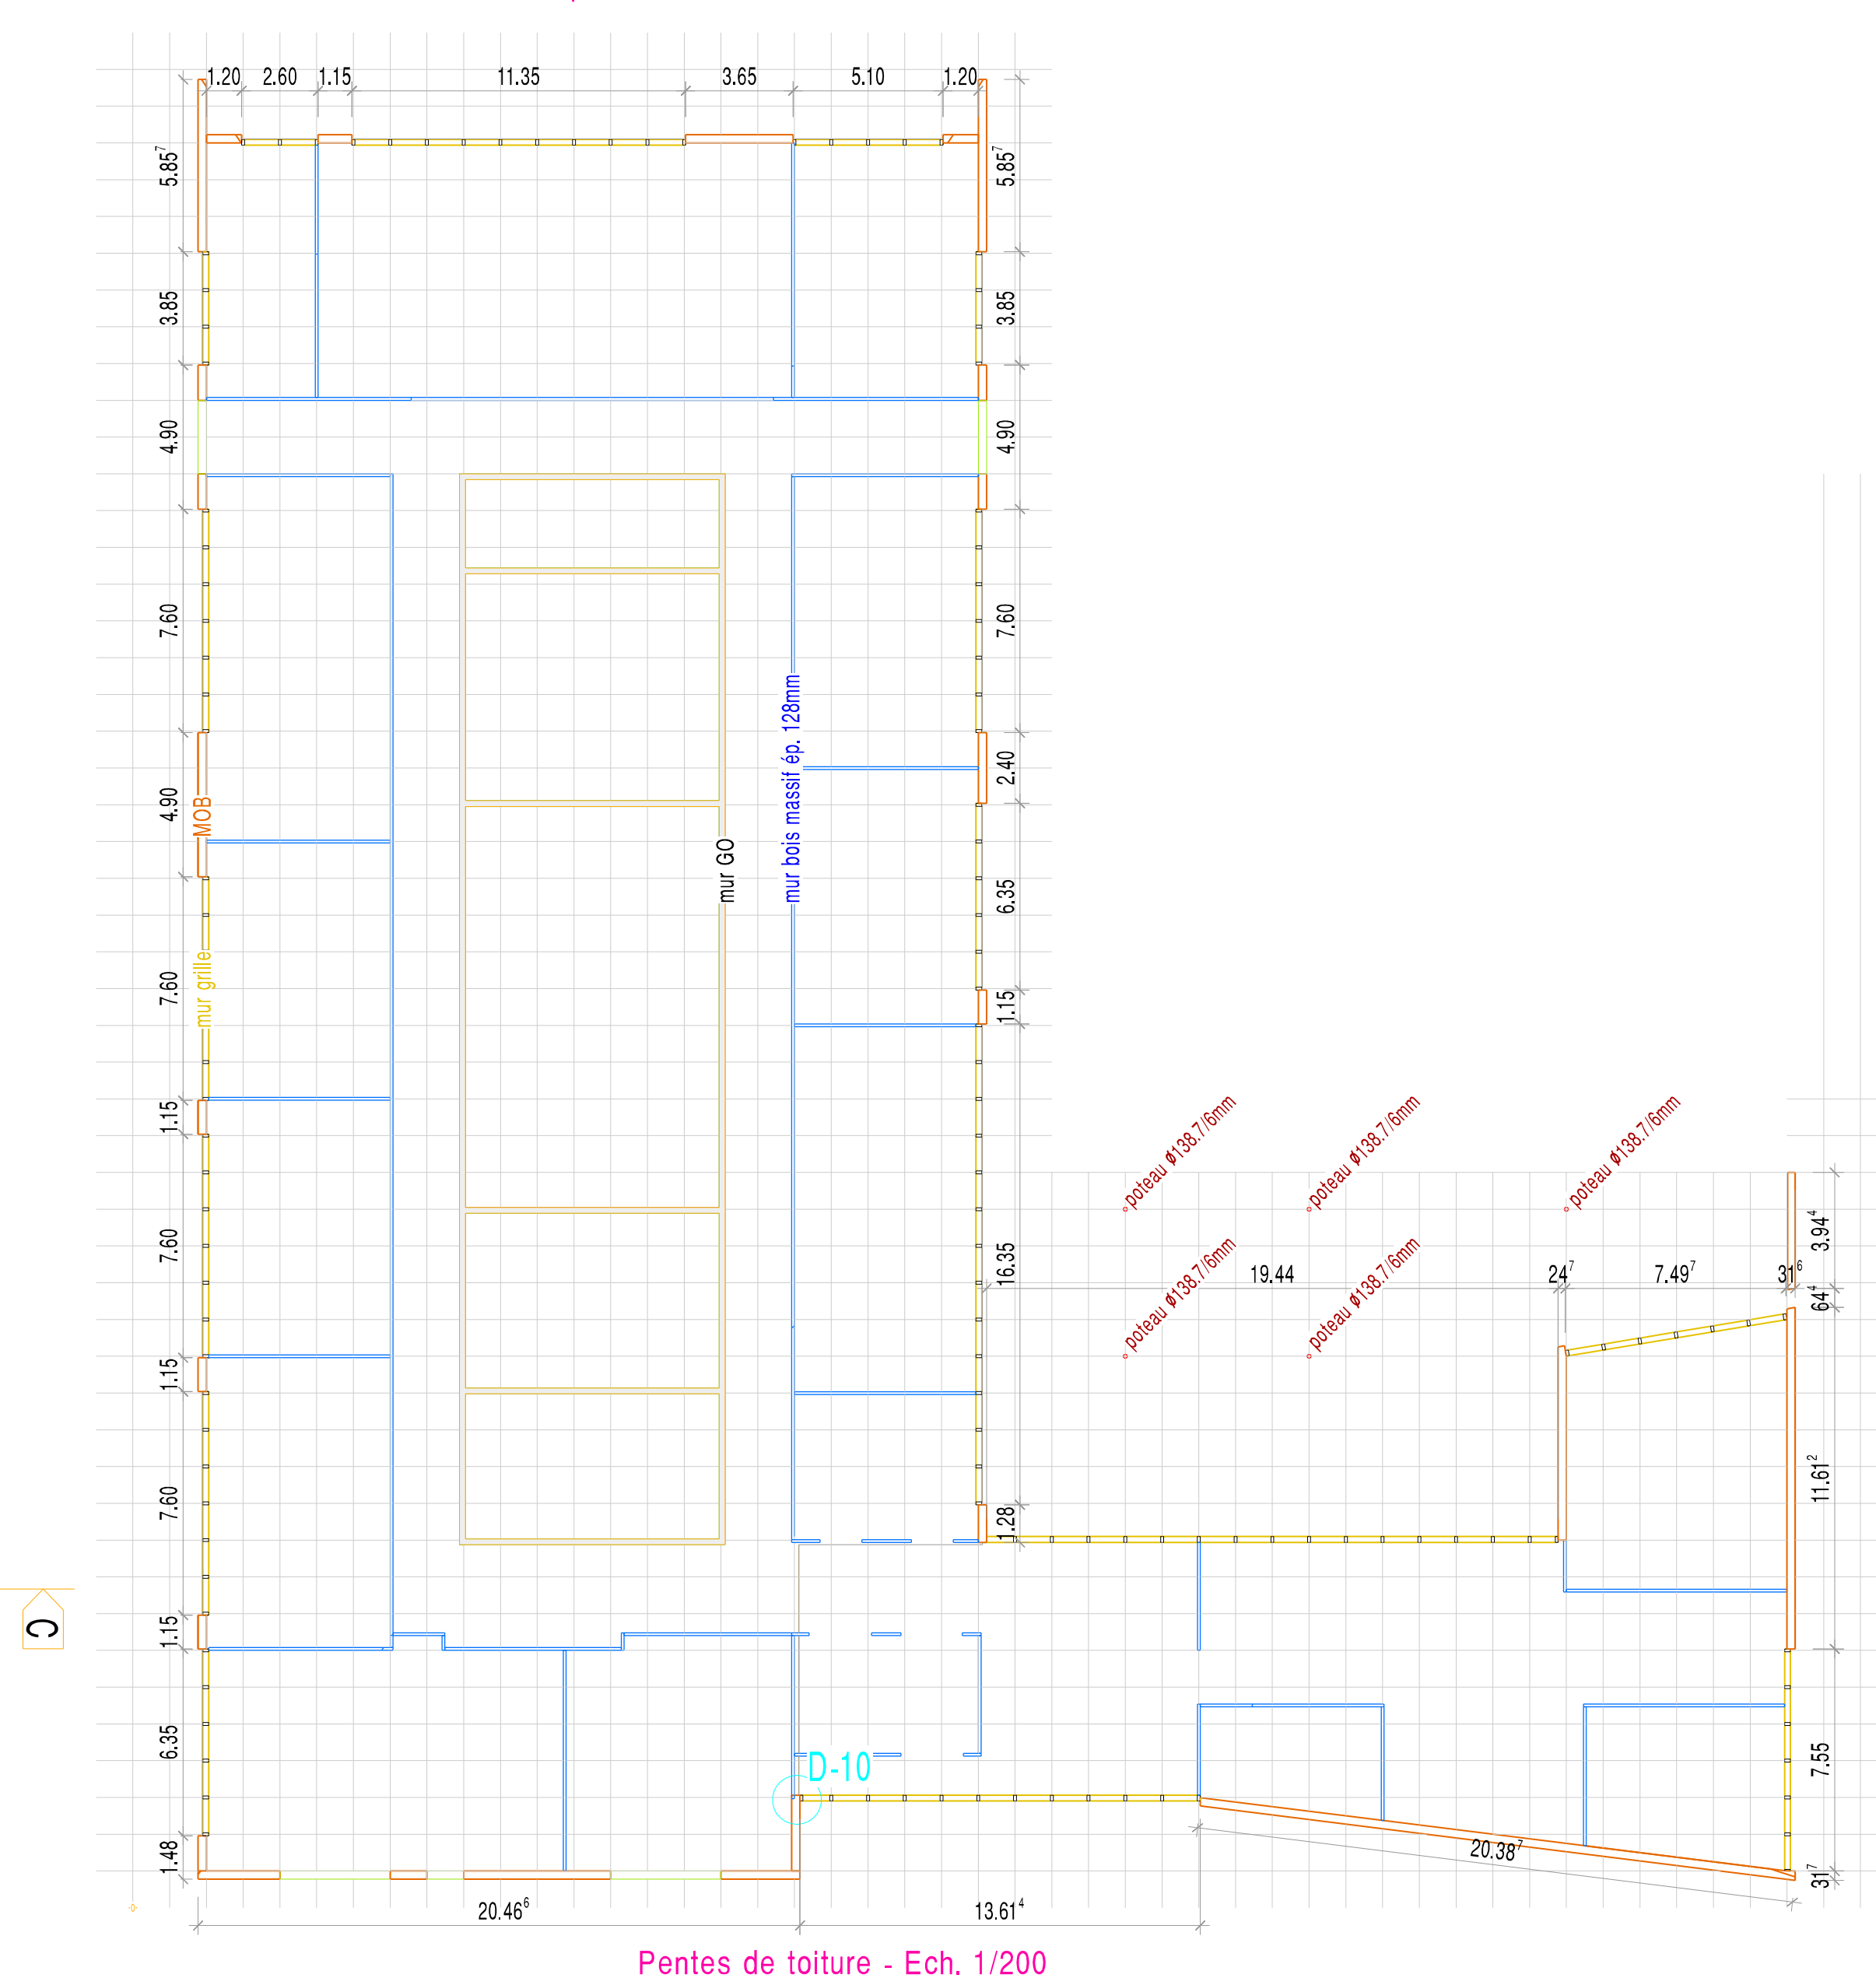 1.20 2.60 1.15 11.35 3.65 5.10 1.20
5.85⁷
5.85⁷
3.85
3.85
4.90
4.90
7.60
7.60
mur bois massif ép. 128mm
2.40
4.90
MOB
mur GO
6.35
mur grille
7.60
1.15
1.15
poteau ø138.7/6mm
poteau ø138.7/6mm
poteau ø138.7/6mm
7.60
16.35
poteau ø138.7/6mm
poteau ø138.7/6mm
19.44 24⁷ 7.49⁷ 31⁶
3.94⁴
64⁴
1.15
7.60
1.28
11.61²
C
1.15
6.35
D-10
7.55
1.48
20.38⁷
31⁷
20.46⁶ 13.61⁴
Pentes de toiture - Ech. 1/200